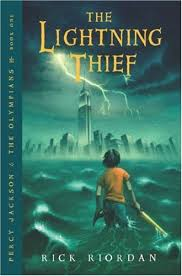 THE
LIGHTNING
THIEF
PERCY JACKSON & THE OLYMPIANS BOOK ONE
RICK RIORDAN